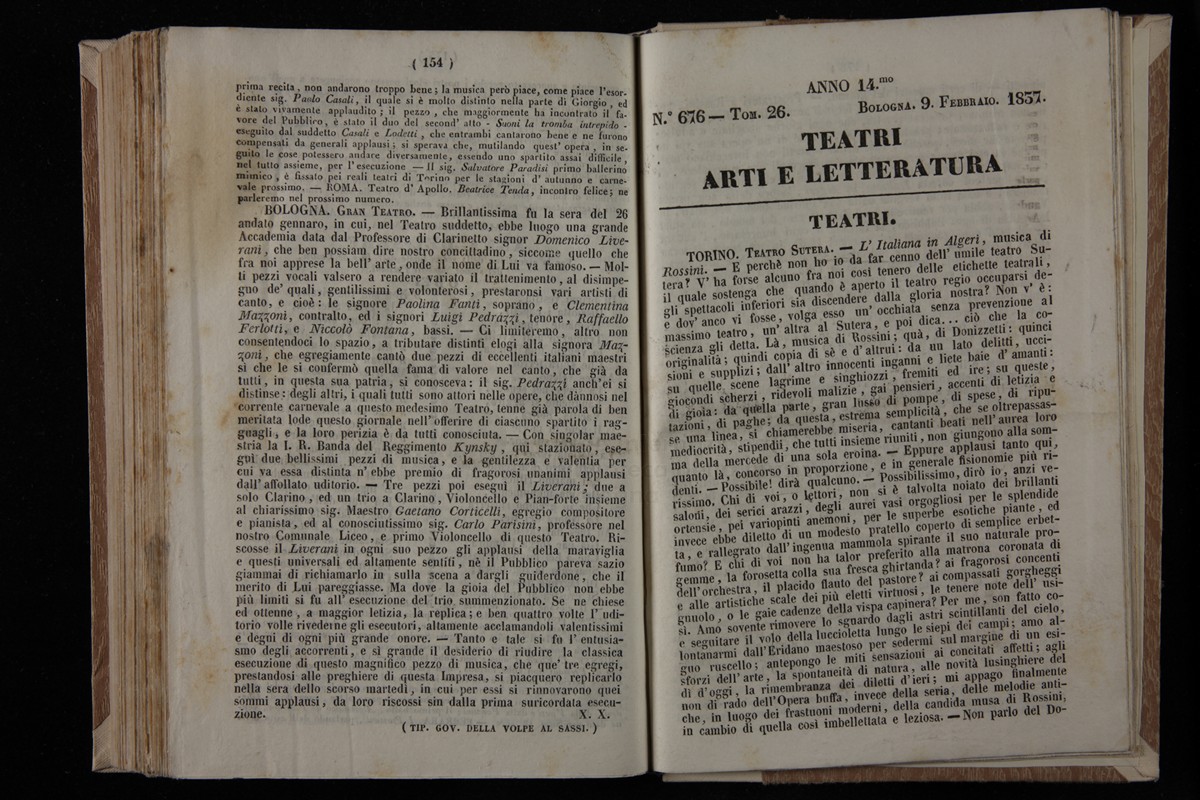 ( 154 )
prima recita, non andarono troppo bene; la musica però piace, come piace l'esor-
diente sig. Paolo Casali, il quale si è molto distinto nella parte di Giorgio, ed
è stato vivamente applaudito; il pezzo, che maggiormente ha incontrato il fa-
vore del Pubblico, è stato il duo del second' atto - Suoni la tromba intrepido -
eseguito dal suddetto Casali e Lodetti, che entrambi cantarono bene e ne furono
compensati da generali applausi; si sperava che, mutilando quest' opera, in se-
guito le cose potessero andare diversamente, essendo uno spartito assai difficile,
nel tutto assieme, per l'esecuzione — Il sig. Salvatore Paradisi primo ballerino
mimico, è fissato pei reali teatri di Torino per le stagioni d' autunno e carne-
vale prossimo. — ROMA. Teatro d' Apollo. Beatrice Tenda, incontro felice; ne
parleremo nel prossimo numero.
BOLOGNA. GRAN TEATRO. — Brillantissima fu la sera del 26
andato gennaro, in cui, nel Teatro suddetto, ebbe luogo una grande
Accademia data dal Professore di Clarinetto signor Domenico Live-
rani, che ben possiam dire nostro concittadino, siccome quello che
fra noi apprese la bell' arte, onde il nome di Lui va famoso. — Mol-
ti pezzi vocali valsero a rendere variato il trattenimento, al disimpe-
gno de' quali, gentilissimi e volonterosi, prestaronsi vari artisti di
canto, e cioè: le signore Paolina Fanti, soprano, e Clementina
Mazzoni, contralto, ed i signori Luigi Pedrazzi, tenore, Raffaello
Ferlotti, e Niccolò Fontana, bassi. — Ci limiteremo, altro non
consentendoci lo spazio, a tributare distinti elogi alla signora Maz-
zoni, che egregiamente cantò due pezzi di eccellenti italiani maestri
sì che le si confermò quella fama di valore nel canto, che già da
tutti, in questa sua patria, si conosceva: il sig. Pedrazzi anch'ei si
distinse: degli altri, i quali tutti sono attori nelle opere, che dànnosi nel
corrente carnevale a questo medesimo Teatro, tenne già parola di ben
meritata lode questo giornale nell'offerire di ciascuno spartito i rag-
guagli, e la loro perizia è da tutti conosciuta. — Con singolar mae-
stria la I. R. Banda del Reggimento Kynsky, qui stazionato, ese-
guì due bellissimi pezzi di musica, e la gentilezza e valentìa per
cui va essa distinta n' ebbe premio di fragorosi unanimi applausi
dall' affollato uditorio. — Tre pezzi poi eseguì il Liverani; due a
solo Clarino, ed un trio a Clarino, Violoncello e Pian-forte insieme
al chiarissimo sig. Maestro Gaetano Corticelli, egregio compositore
e pianista, ed al conosciutissimo sig. Carlo Parisini, professore nel
nostro Comunale Liceo, e primo Violoncello di questo Teatro. Ri-
scosse il Liverani in ogni suo pezzo gli applausi della maraviglia
e questi universali ed altamente sentiti, nè il Pubblico pareva sazio
giammai di richiamarlo in sulla scena a dargli guiderdone, che il
merito di Lui pareggiasse. Ma dove la gioia del Pubblico non ebbe
più limiti si fu all' esecuzione del trio summenzionato. Se ne chiese
ed ottenne, a maggior letizia, la replica; e ben quattro volte l' udi-
torio volle rivederne gli esecutori, altamente acclamandoli valentissimi
e degni di ogni più grande onore. — Tanto e tale si fu l' entusia-
smo degli accorrenti, e sì grande il desiderio di riudire la classica
esecuzione di questo magnifico pezzo di musica, che que' tre egregi,
prestandosi alle preghiere di questa Impresa, si piacquero replicarlo
nella sera dello scorso martedì, in cui per essi si rinnovarono quei
sommi applausi, da loro riscossi sin dalla prima suricordata esecu-
zione. X. X.
( TIP. GOV. DELLA VOLPE AL SASSI. )
ANNO 14.mo
N.° 676 — TOM. 26. BOLOGNA. 9. FEBBRAIO. 1837.
TEATRI
ARTI E LETTERATURA
TEATRI.
TORINO. TEATRO SUTERA. — L' Italiana in Algeri, musica di
Rossini. — E perchè non ho io da far cenno dell' umile teatro Su-
tera? V' ha forse alcuno fra noi così tenero delle etichette teatrali,
il quale sostenga che quando è aperto il teatro regio occuparsi de-
gli spettacoli inferiori sia discendere dalla gloria nostra? Non v' è:
e dov' anco vi fosse, volga esso un' occhiata senza prevenzione al
massimo teatro, un' altra al Sutera, e poi dica... ciò che la co-
scienza gli detta. Là, musica di Rossini; quà, di Donizzetti: quinci
originalità; quindi copia di sè e d'altrui: da un lato delitti, ucci-
sioni e supplizi; dall' altro innocenti inganni e liete baie d' amanti:
su quelle scene lagrime e singhiozzi, fremiti ed ire; su queste,
giocondi scherzi, ridevoli malizie, gai pensieri, accenti di letizia e
di gioia: da quella parte, gran lusso di pompe, di spese, di ripu-
tazioni, di paghe; da questa, estrema semplicità, che se oltrepassas-
se una linea, si chiamerebbe miseria, cantanti beati nell' aurea loro
mediocrità, stipendii, che tutti insieme riuniti, non giungono alla som-
ma della mercede di una sola eroina. — Eppure applausi tanto qui,
quanto là, concorso in proporzione, e in generale fisionomie più ri-
denti. — Possibile! dirà qualcuno. — Possibilissimo, dirò io, anzi ve-
rissimo. Chi di voi, o lettori, non si è talvolta noiato dei brillanti
saloni, dei serici arazzi, degli aurei vasi orgogliosi per le splendide
ortensie, pei variopinti anemoni, per le superbe esotiche piante, ed
invece ebbe diletto di un modesto pratello coperto di semplice erbet-
ta, e rallegrato dall' ingenua mammola spirante il suo naturale pro-
fumo? E chi di voi non ha talor preferito alla matrona coronata di
gemme, la forosetta colla sua fresca ghirlanda? ai fragorosi concenti
dell' orchestra, il placido flauto del pastore? ai compassati gorgheggi
e alle artistiche scale dei più eletti virtuosi, le tenere note dell' usi-
gnuolo, o le gaie cadenze della vispa capinera? Per me, son fatto co-
sì. Amo sovente rimovere lo sguardo dagli astri scintillanti del cielo,
e seguitare il volo della luccioletta lungo le siepi dei campi; amo al-
lontanarmi dall' Eridano maestoso per sedermi sul margine di un esi-
guo ruscello; antepongo le miti sensazioni ai concitati affetti; agli
sforzi dell' arte, la spontaneità di natura, alle novità lusinghiere del
dì d'oggi, la rimembranza dei diletti d'ieri; mi appago finalmente
non di rado dell'Opera buffa, invece della seria, delle melodie anti-
che, in luogo dei frastuoni moderni, della candida musa di Rossini,
in cambio di quella così imbellettata e leziosa. — Non parlo del Do-